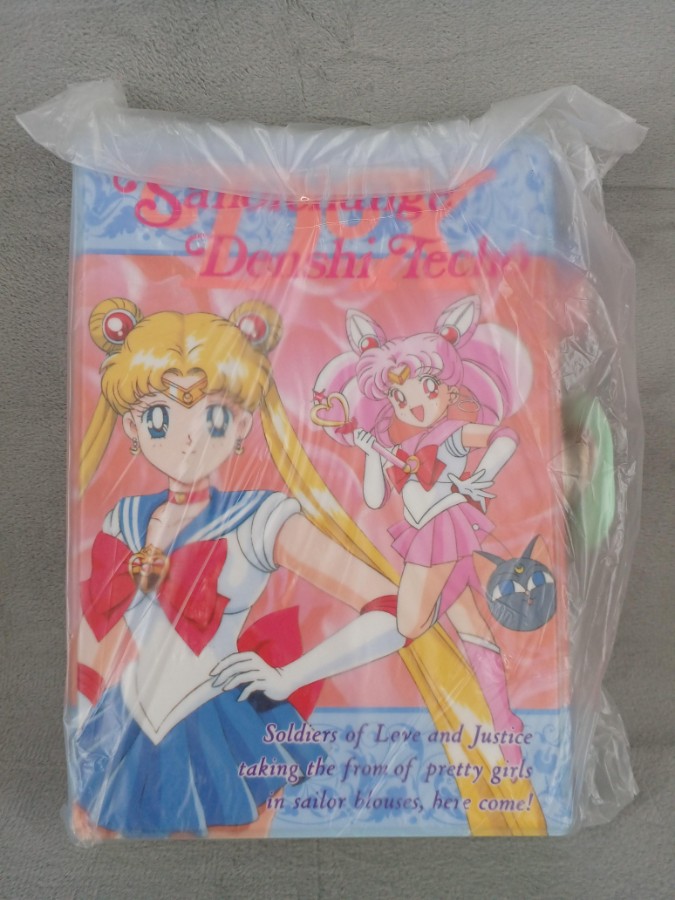 Denshi Techo
Soldiers of Love and Justice
taking the from of pretty girls
in sailor blouses, here come!